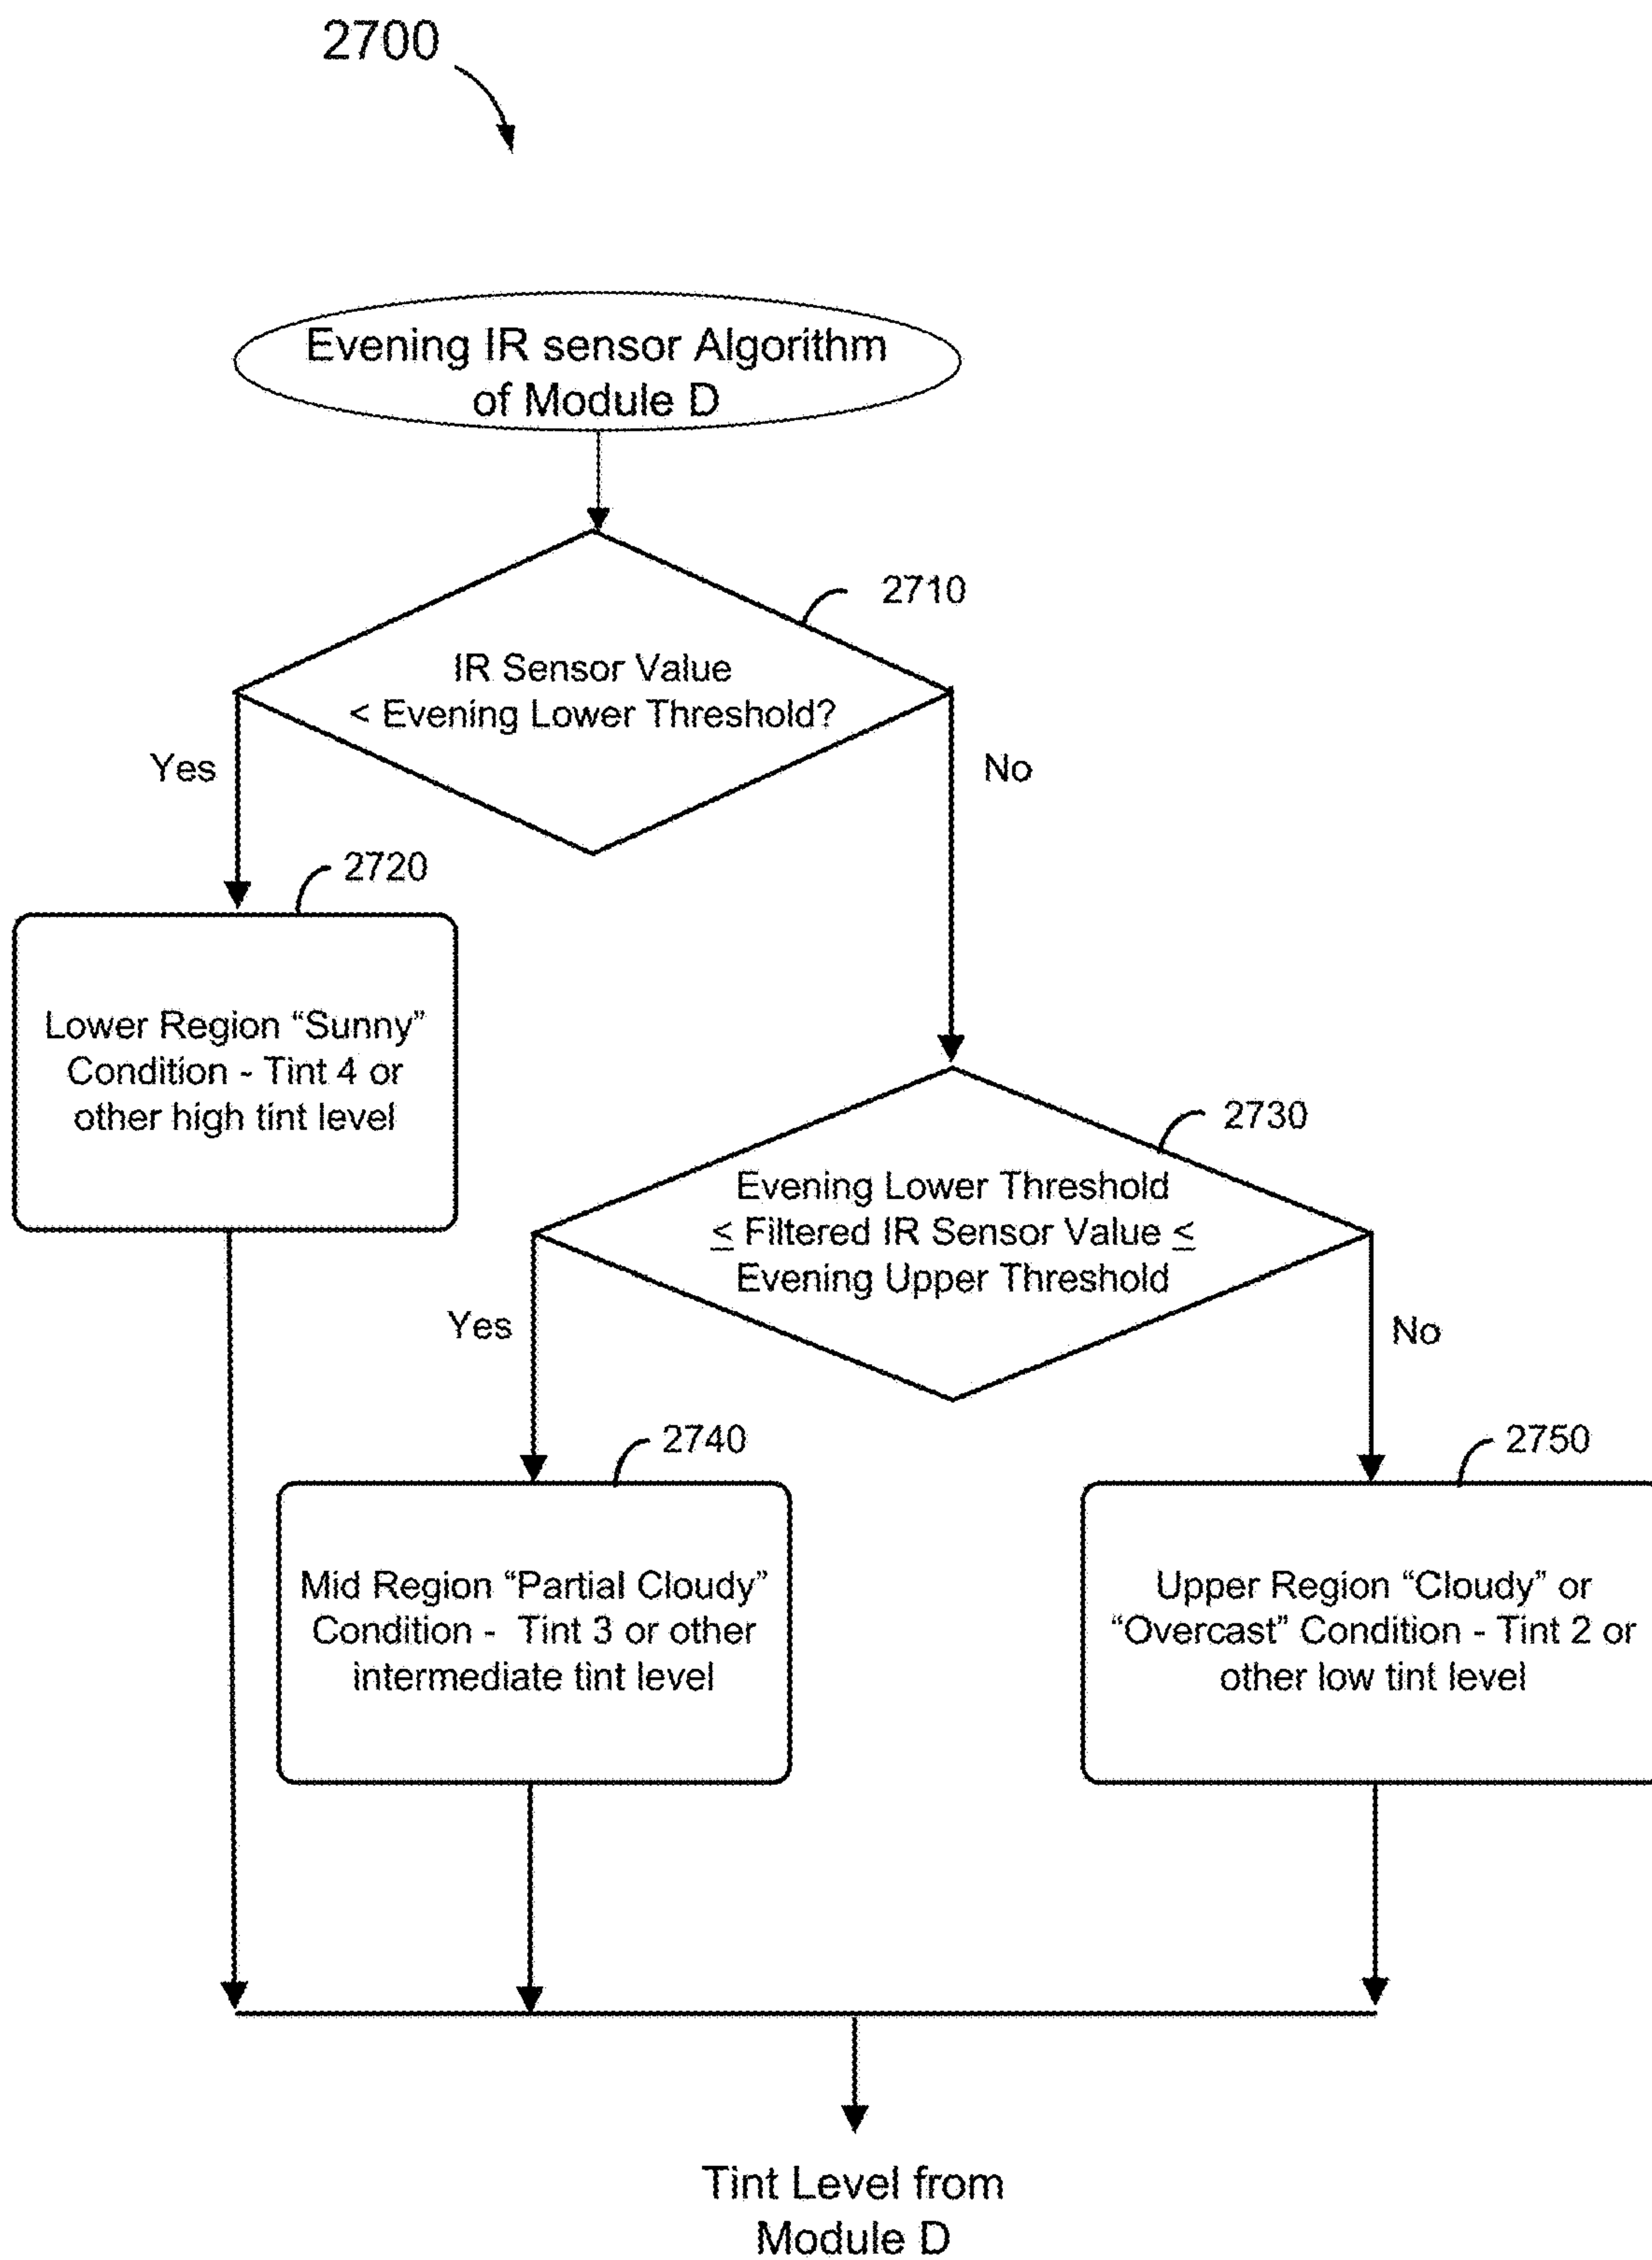 2700
Evening IR sensor Algorithm
of Module D
2710
IR Sensor Value
< Evening Lower Threshold?
Yes
No
2720
Lower Region “Sunny”
Condition - Tint 4 or
other high tint level
2730
Evening Lower Threshold
≤ Filtered IR Sensor Value ≤
Evening Upper Threshold
Yes
No
2740
Mid Region “Partial Cloudy”
Condition - Tint 3 or other
intermediate tint level
2750
Upper Region “Cloudy” or
“Overcast” Condition - Tint 2 or
other low tint level
Tint Level from
Module D